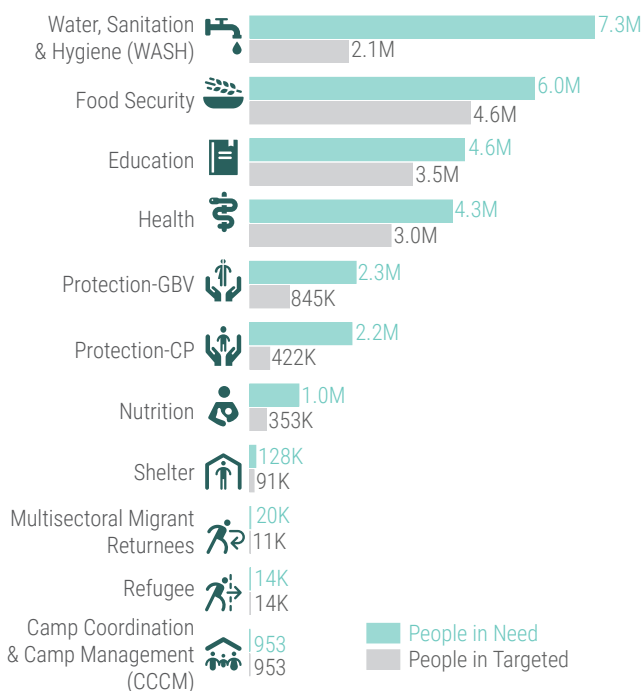 Water, Sanitation
& Hygiene (WASH)
7.3M
2.1M
Food Security
6.0M
4.6M
Education
4.6M
3.5M
Health
4.3M
3.0M
Protection-GBV
2.3M
845K
Protection-CP
2.2M
422K
Nutrition
1.0M
353K
Shelter
128K
91K
Multisectoral Migrant
Returnees
20K
11K
Refugee
14K
14K
Camp Coordination
& Camp Management
(CCCM)
953
953
People in Need
People in Targeted